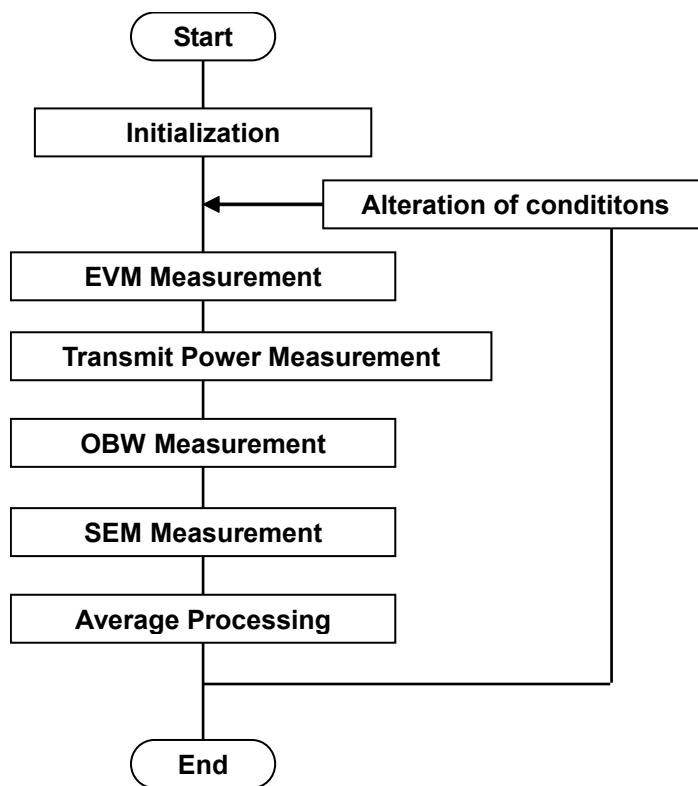 Start
Initialization
Alteration of condititons
EVM Measurement
Transmit Power Measurement
OBW Measurement
SEM Measurement
Average Processing
End